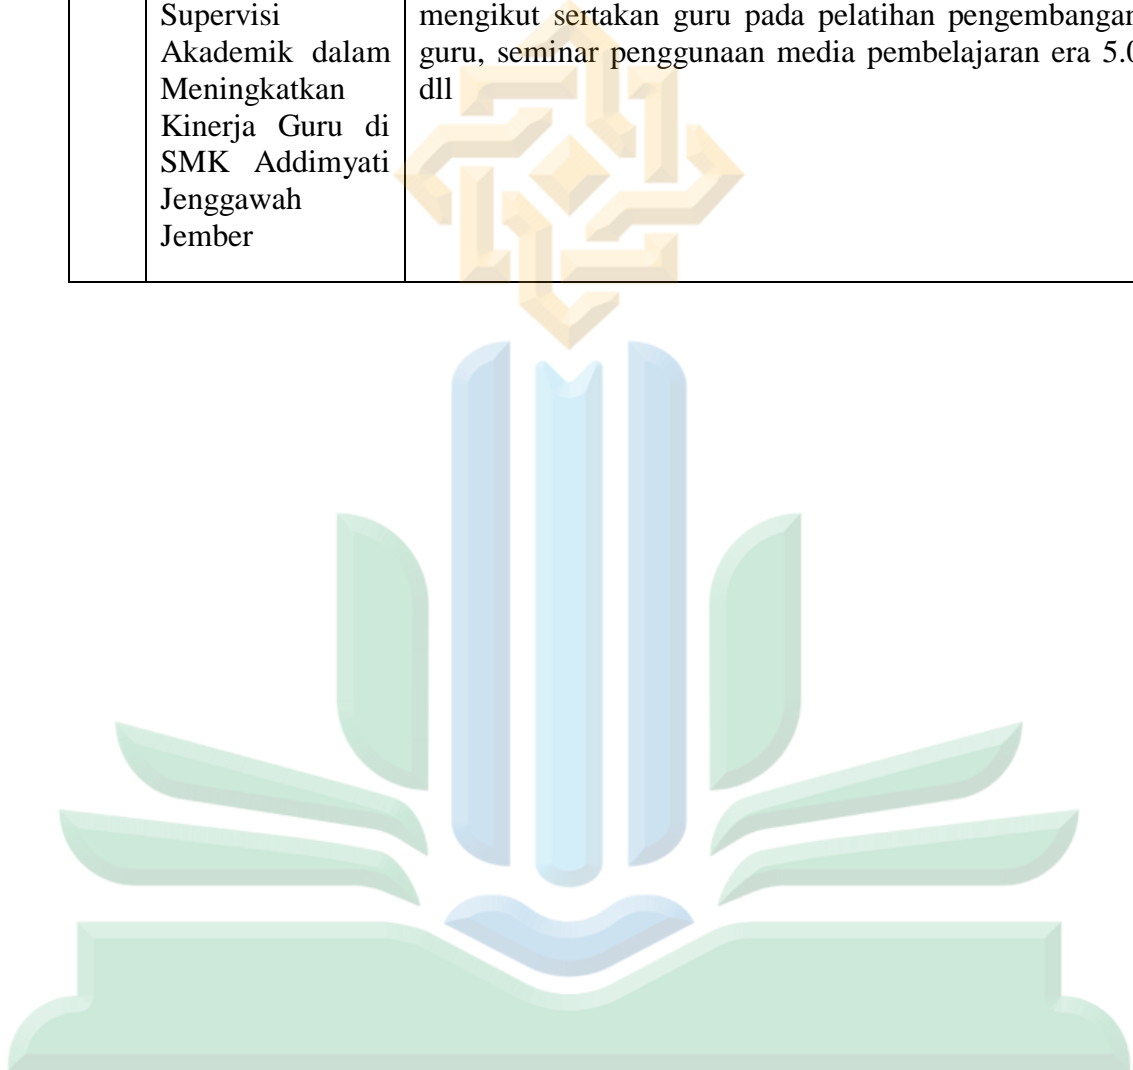 Supervisi
Akademik dalam
Meningkatkan
Kinerja Guru di
SMK Addimyati
Jenggawah
Jember
mengikut sertakan guru pada pelatihan pengembangan
guru, seminar penggunaan media pembelajaran era 5.0
dll